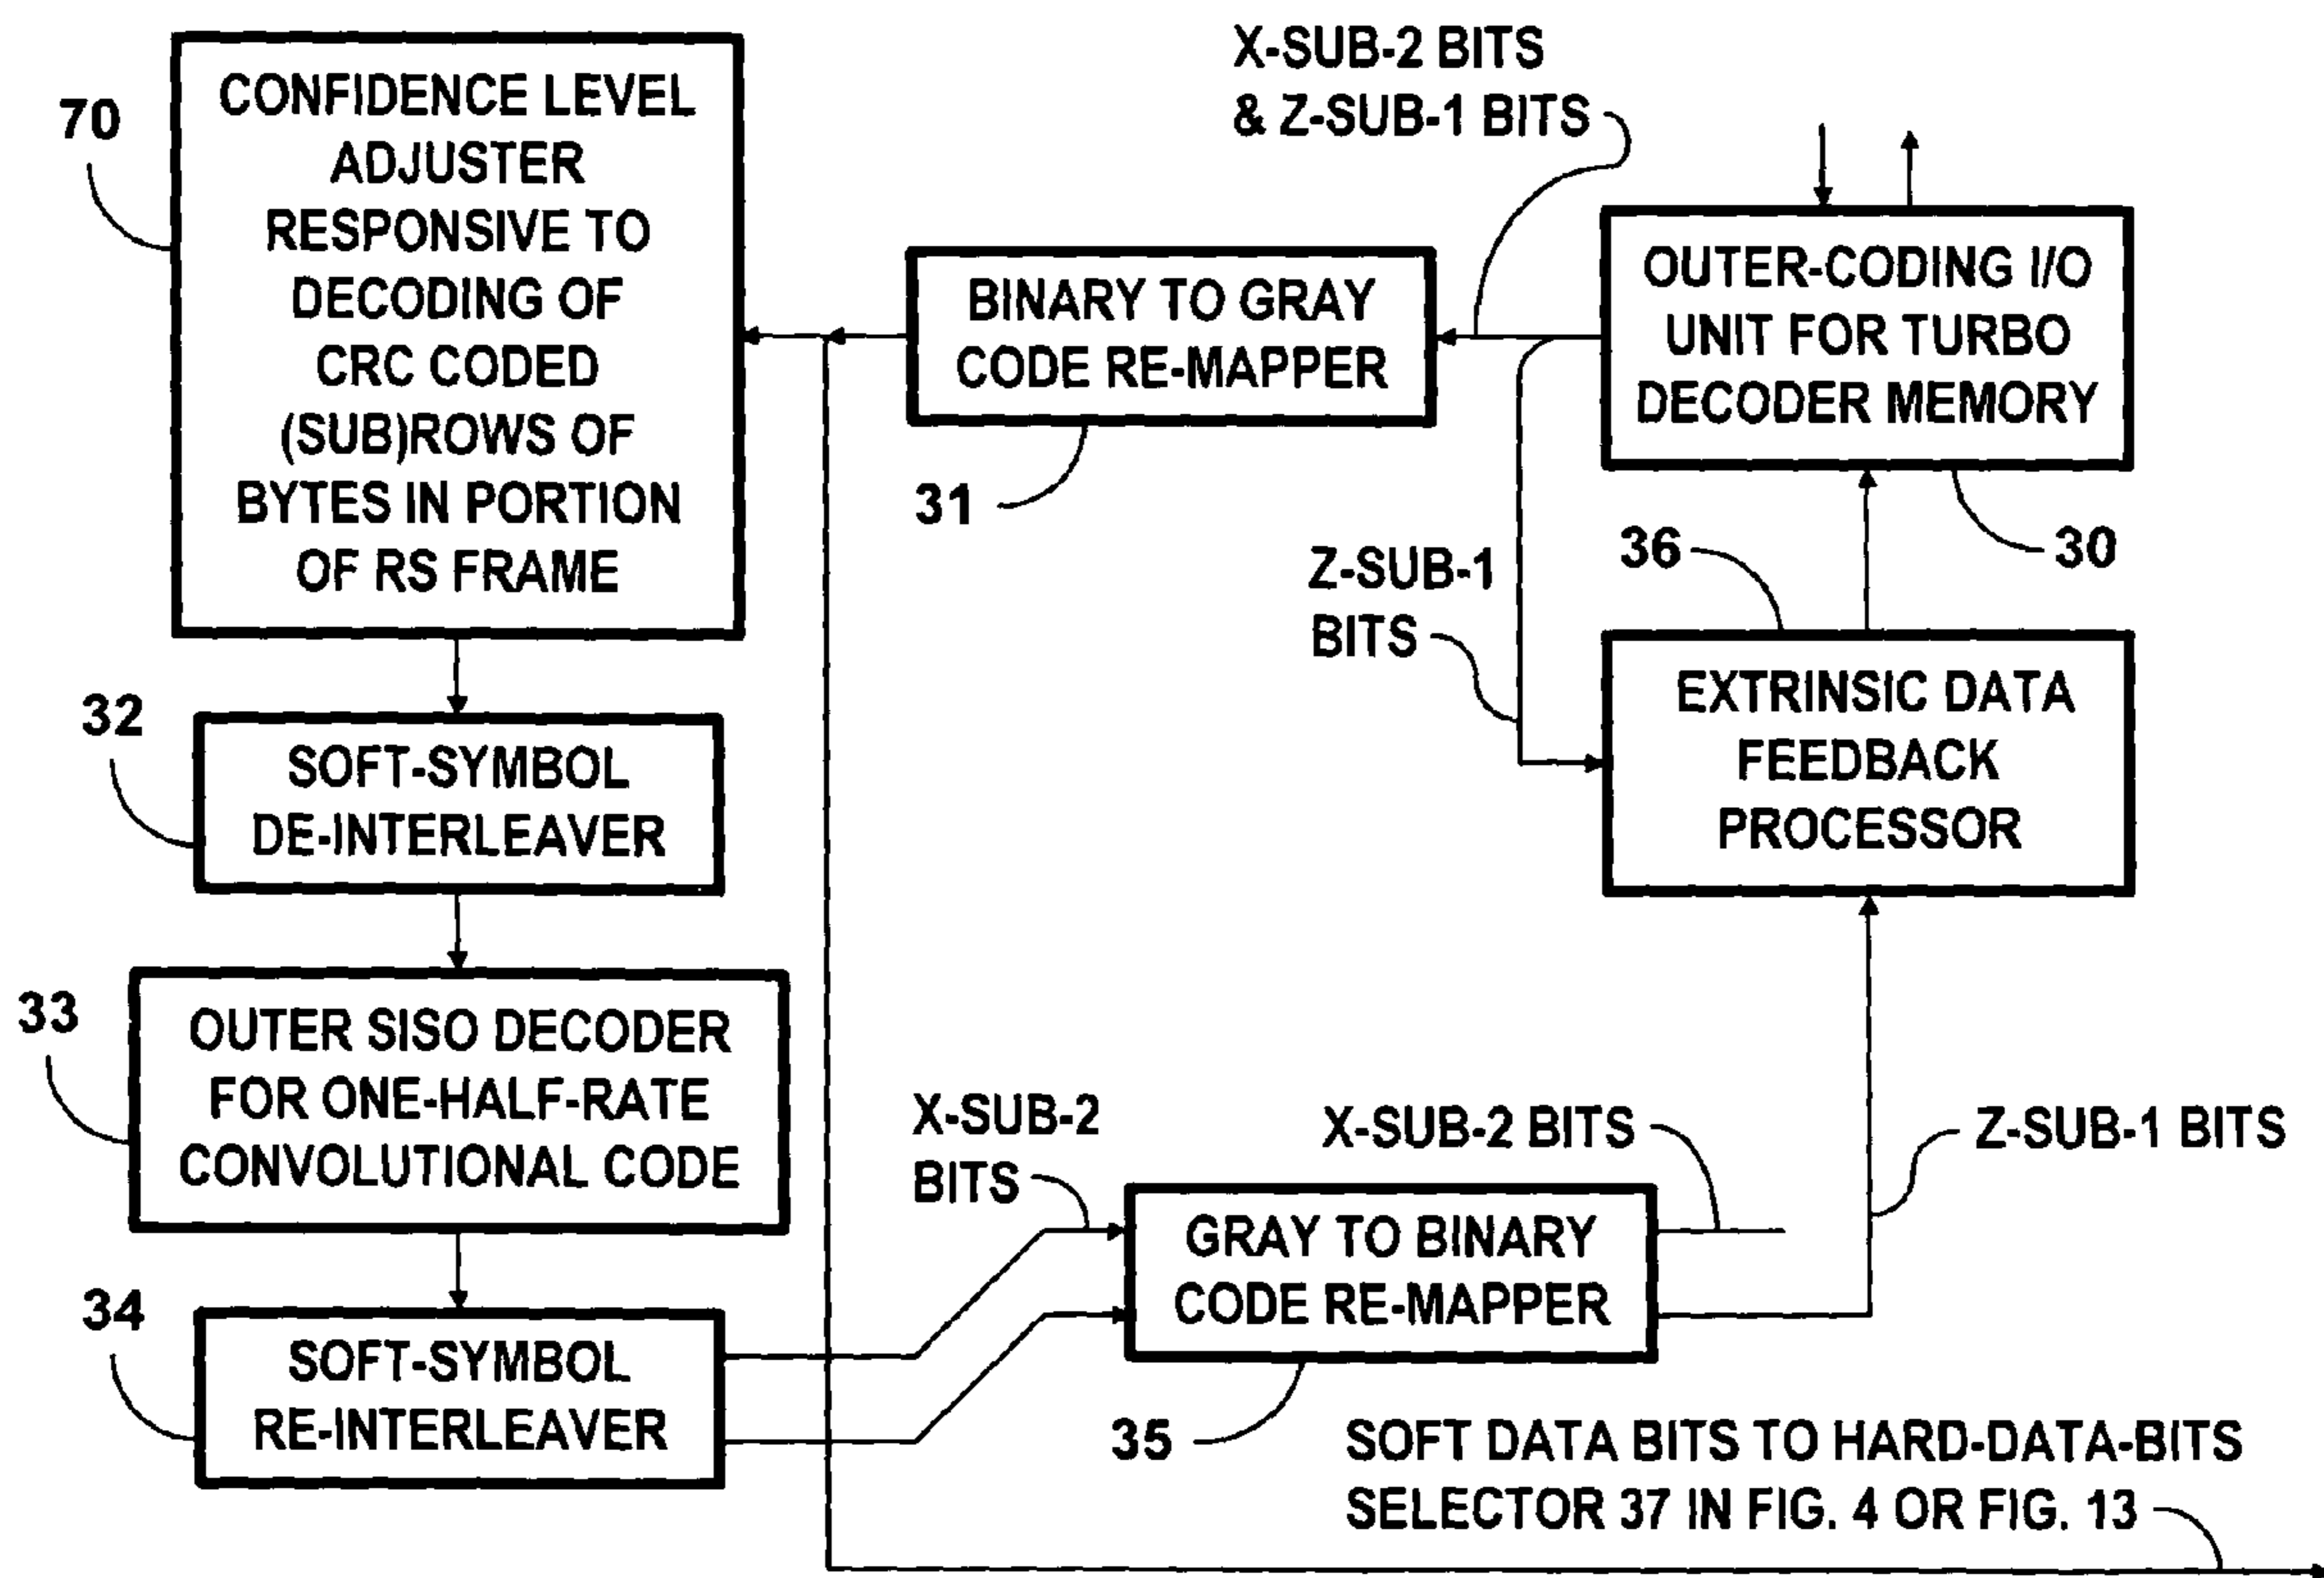 70
CONFIDENCE LEVEL
ADJUSTER
RESPONSIVE TO
DECODING OF
CRC CODED
(SUB)ROWS OF
BYTES IN PORTION
OF RS FRAME
X-SUB-2 BITS
& Z-SUB-1 BITS
BINARY TO GRAY
CODE RE-MAPPER
31
OUTER-CODING I/O
UNIT FOR TURBO
DECODER MEMORY
30
36
Z-SUB-1
BITS
EXTRINSIC DATA
FEEDBACK
PROCESSOR
32
SOFT-SYMBOL
DE-INTERLEAVER
33
OUTER SISO DECODER
FOR ONE-HALF-RATE
CONVOLUTIONAL CODE
34
SOFT-SYMBOL
RE-INTERLEAVER
X-SUB-2
BITS
X-SUB-2 BITS
Z-SUB-1 BITS
GRAY TO BINARY
CODE RE-MAPPER
35
SOFT DATA BITS TO HARD-DATA-BITS
SELECTOR 37 IN FIG. 4 OR FIG. 13